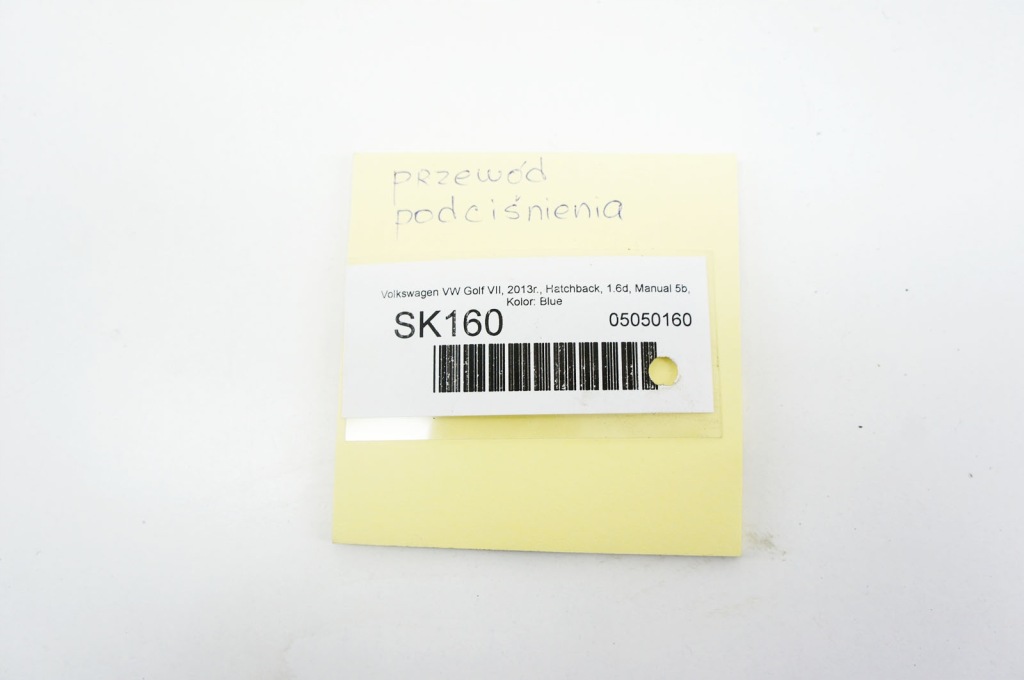 przewód
podciśnienia
Volkswagen VW Golf VII, 2013r., Hatchback, 1.6d, Manual 5b,
Kolor: Blue
SK160 05050160